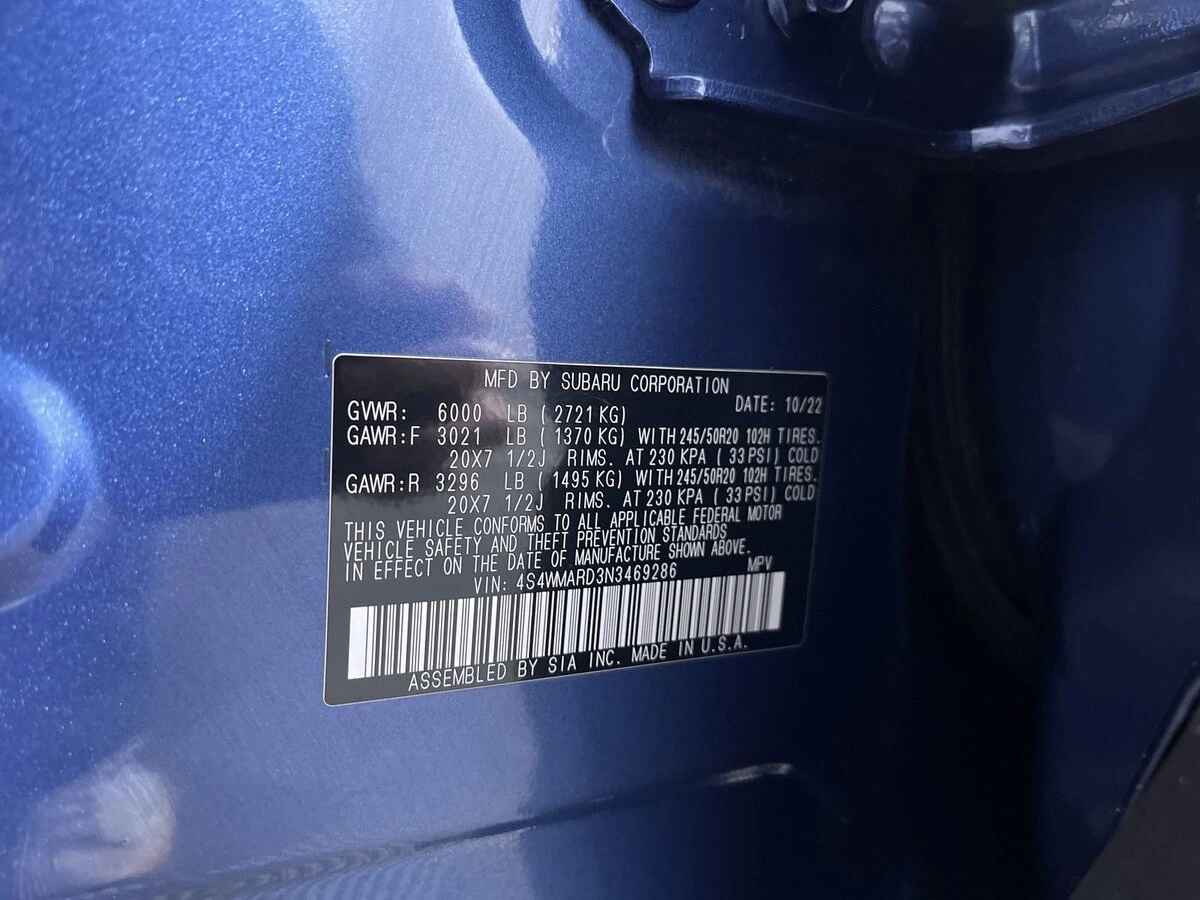 MFD BY SUBARU CORPORATION
DATE: 10/22
GVWR: 6000 LB ( 2721 KG)
GAWR:F 3021 LB ( 1370 KG) WITH 245/50R20 102H TIRES.
20X7 1/2J RIMS. AT 230 KPA ( 33 PSI) COLD
GAWR:R 3296 LB ( 1495 KG) WITH 245/50R20 102H TIRES.
20X7 1/2J RIMS. AT 230 KPA ( 33 PSI) COLD
THIS VEHICLE CONFORMS TO ALL APPLICABLE FEDERAL MOTOR
VEHICLE SAFETY AND THEFT PREVENTION STANDARDS
IN EFFECT ON THE DATE OF MANUFACTURE SHOWN ABOVE.
VIN: 4S4WMARD3N3469286 MPV
ASSEMBLED BY SIA INC. MADE IN U.S.A.